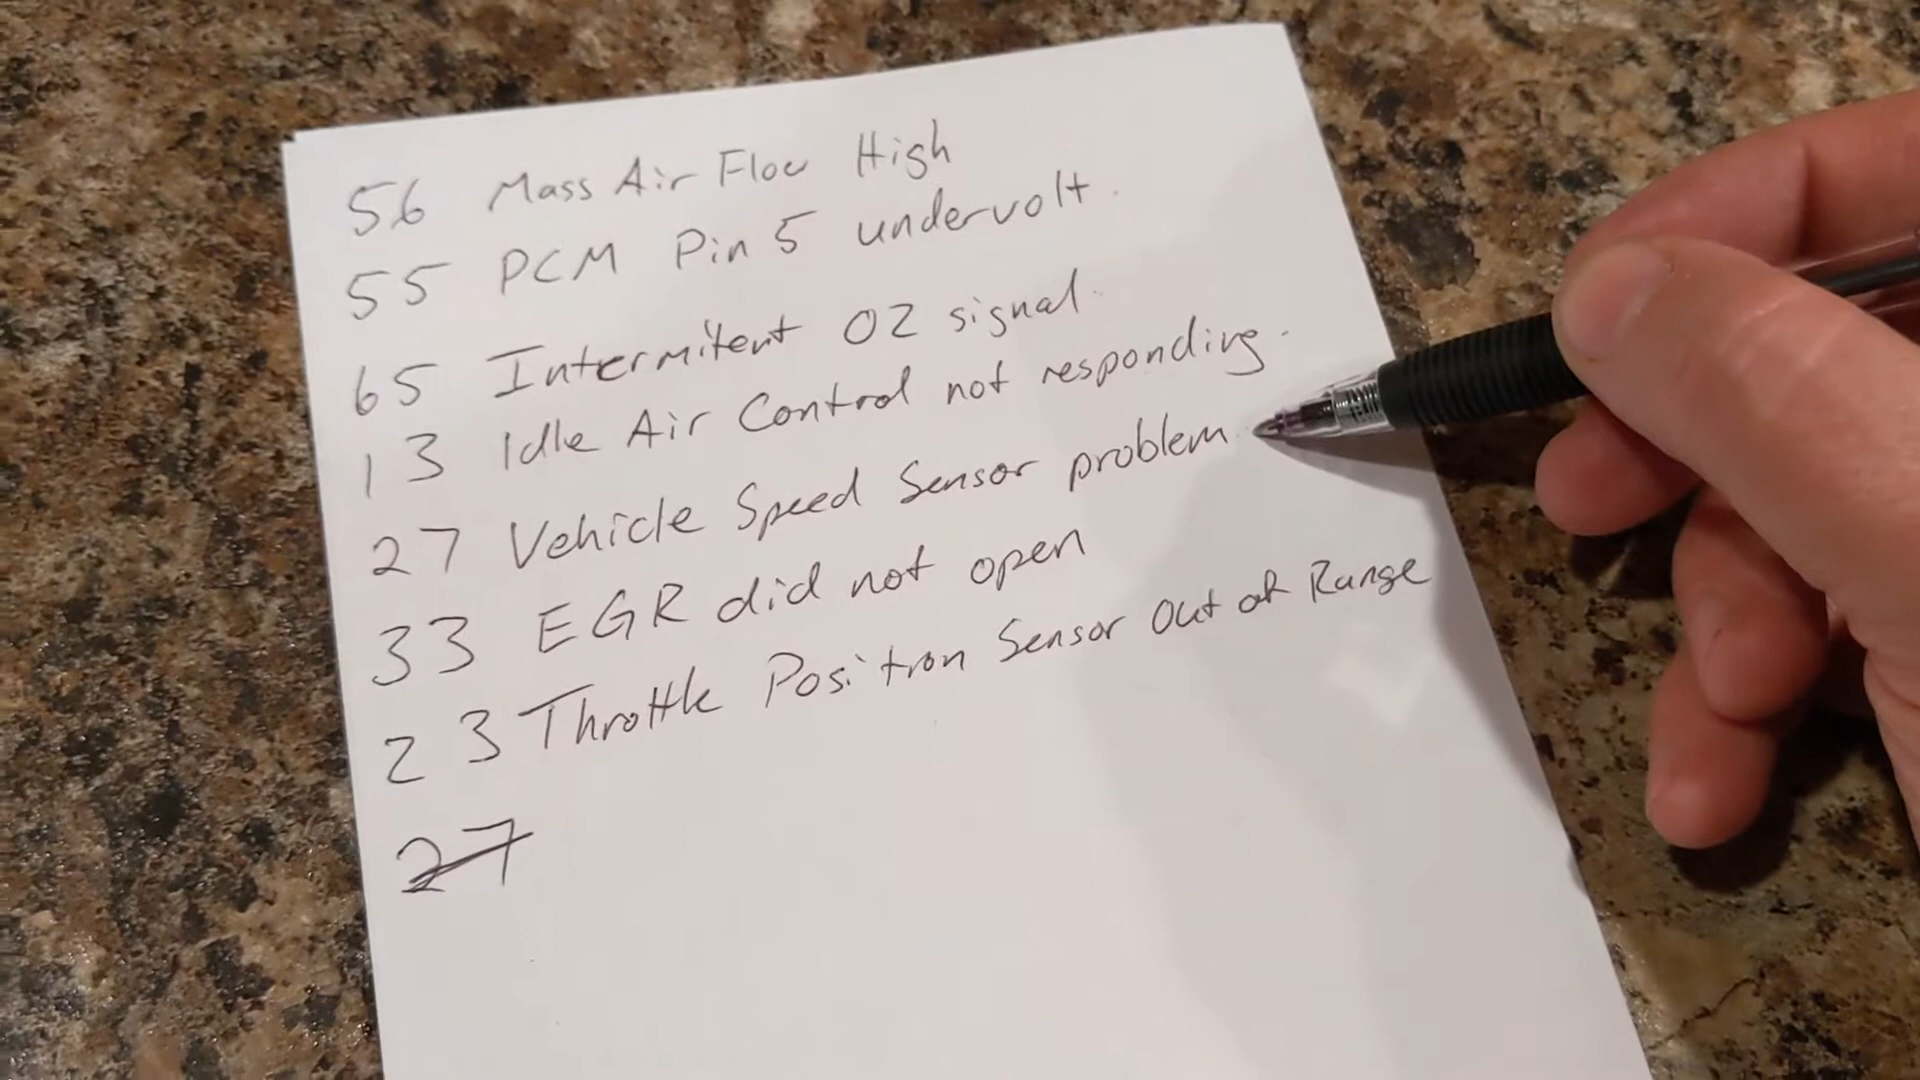 56 Mass Air Flow High
55 PCM Pin 5 undervolt.
65 Intermitent O2 signal.
13 Idle Air Control not responding.
27 Vehicle Speed Sensor problem
33 EGR did not open
23 Throttle Position Sensor Out of Range
27